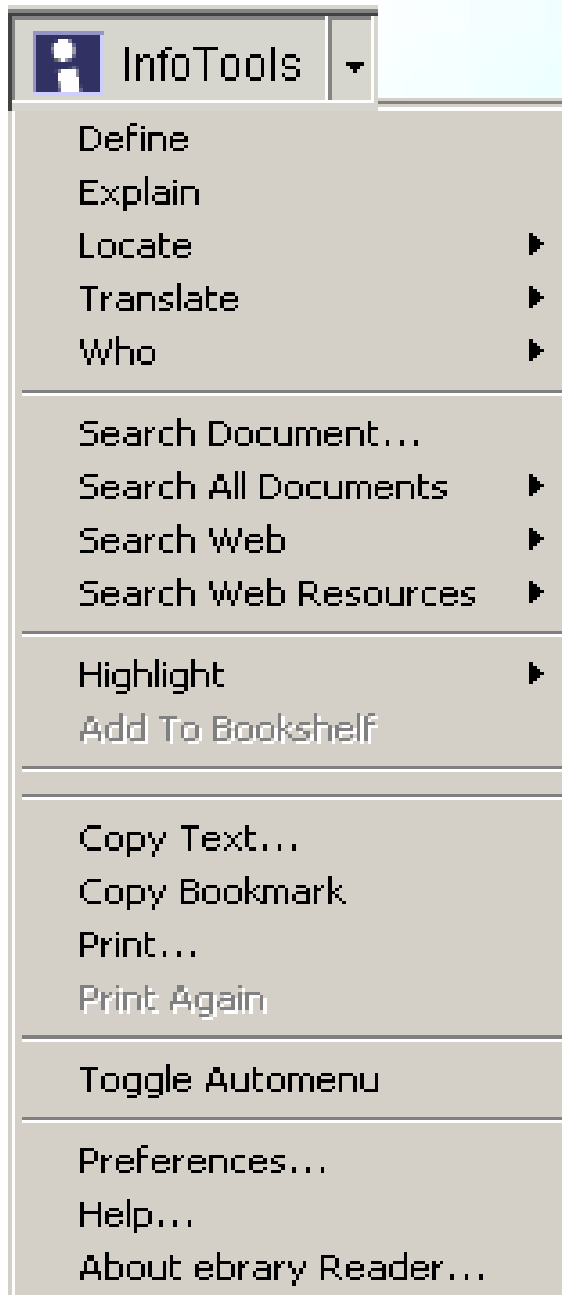 InfoTools
Define
Explain
Locate
Translate
Who
Search Document...
Search All Documents
Search Web
Search Web Resources
Highlight
Add To Bookshelf
Copy Text...
Copy Bookmark
Print...
Print Again
Toggle Automenu
Preferences...
Help...
About ebrary Reader...